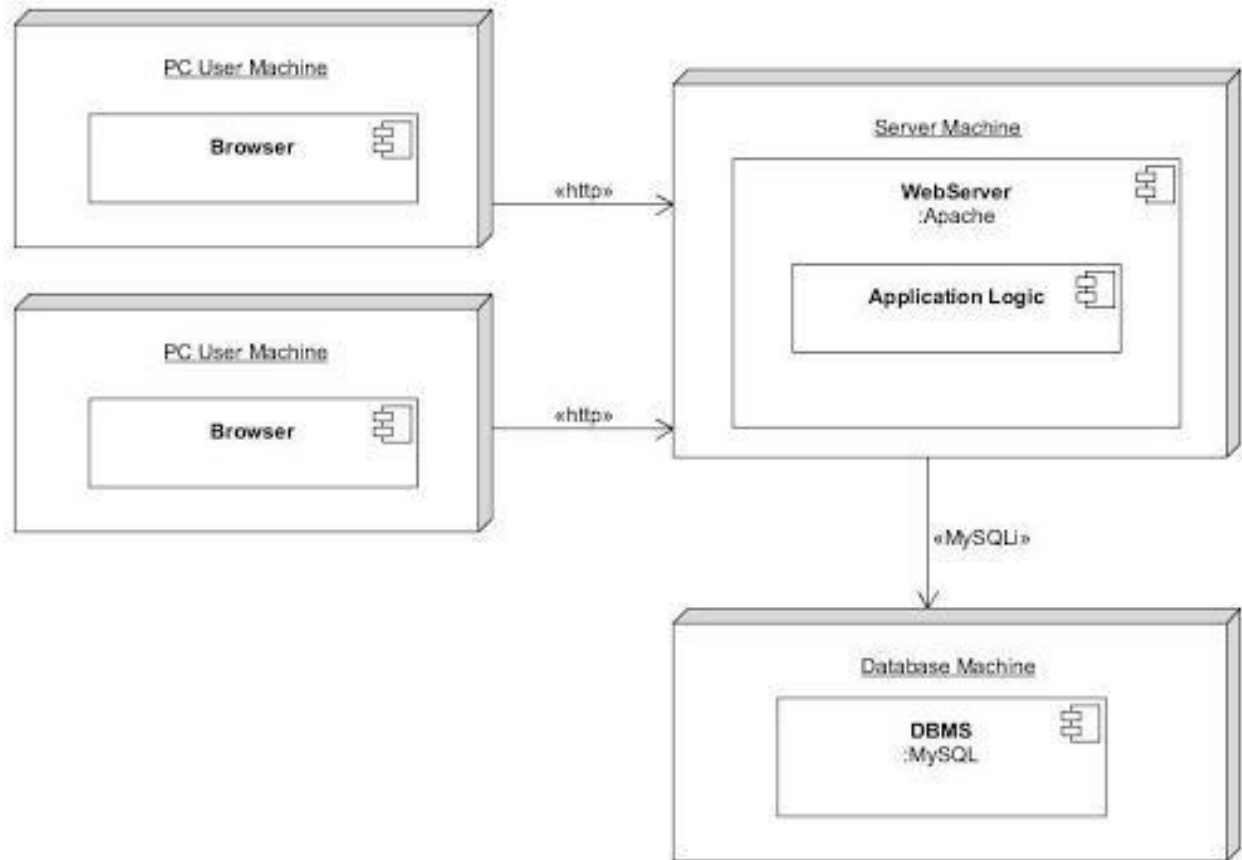 PC User Machine
Browser
«http»
PC User Machine
Browser
«http»
Server Machine
WebServer
:Apache
Application Logic
«MySQLi»
Database Machine
DBMS
:MySQL